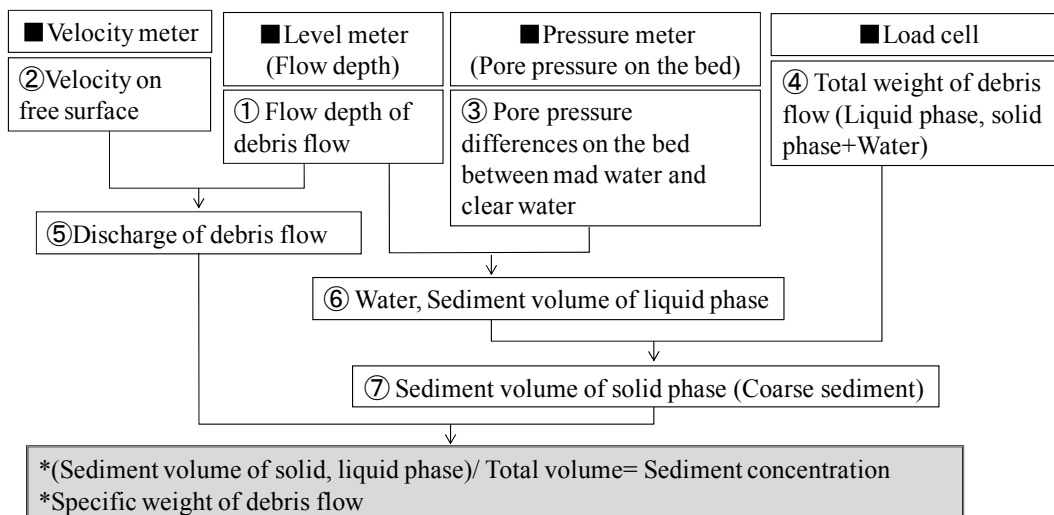 ■Velocity meter
②Velocity on
free surface
■Level meter
(Flow depth)
① Flow depth of
debris flow
■Pressure meter
(Pore pressure on the bed)
③ Pore pressure
differences on the bed
between mad water and
clear water
■Load cell
④ Total weight of debris
flow (Liquid phase, solid
phase+Water)
⑤Discharge of debris flow
⑥ Water, Sediment volume of liquid phase
⑦ Sediment volume of solid phase (Coarse sediment)
*(Sediment volume of solid, liquid phase)/ Total volume= Sediment concentration
*Specific weight of debris flow